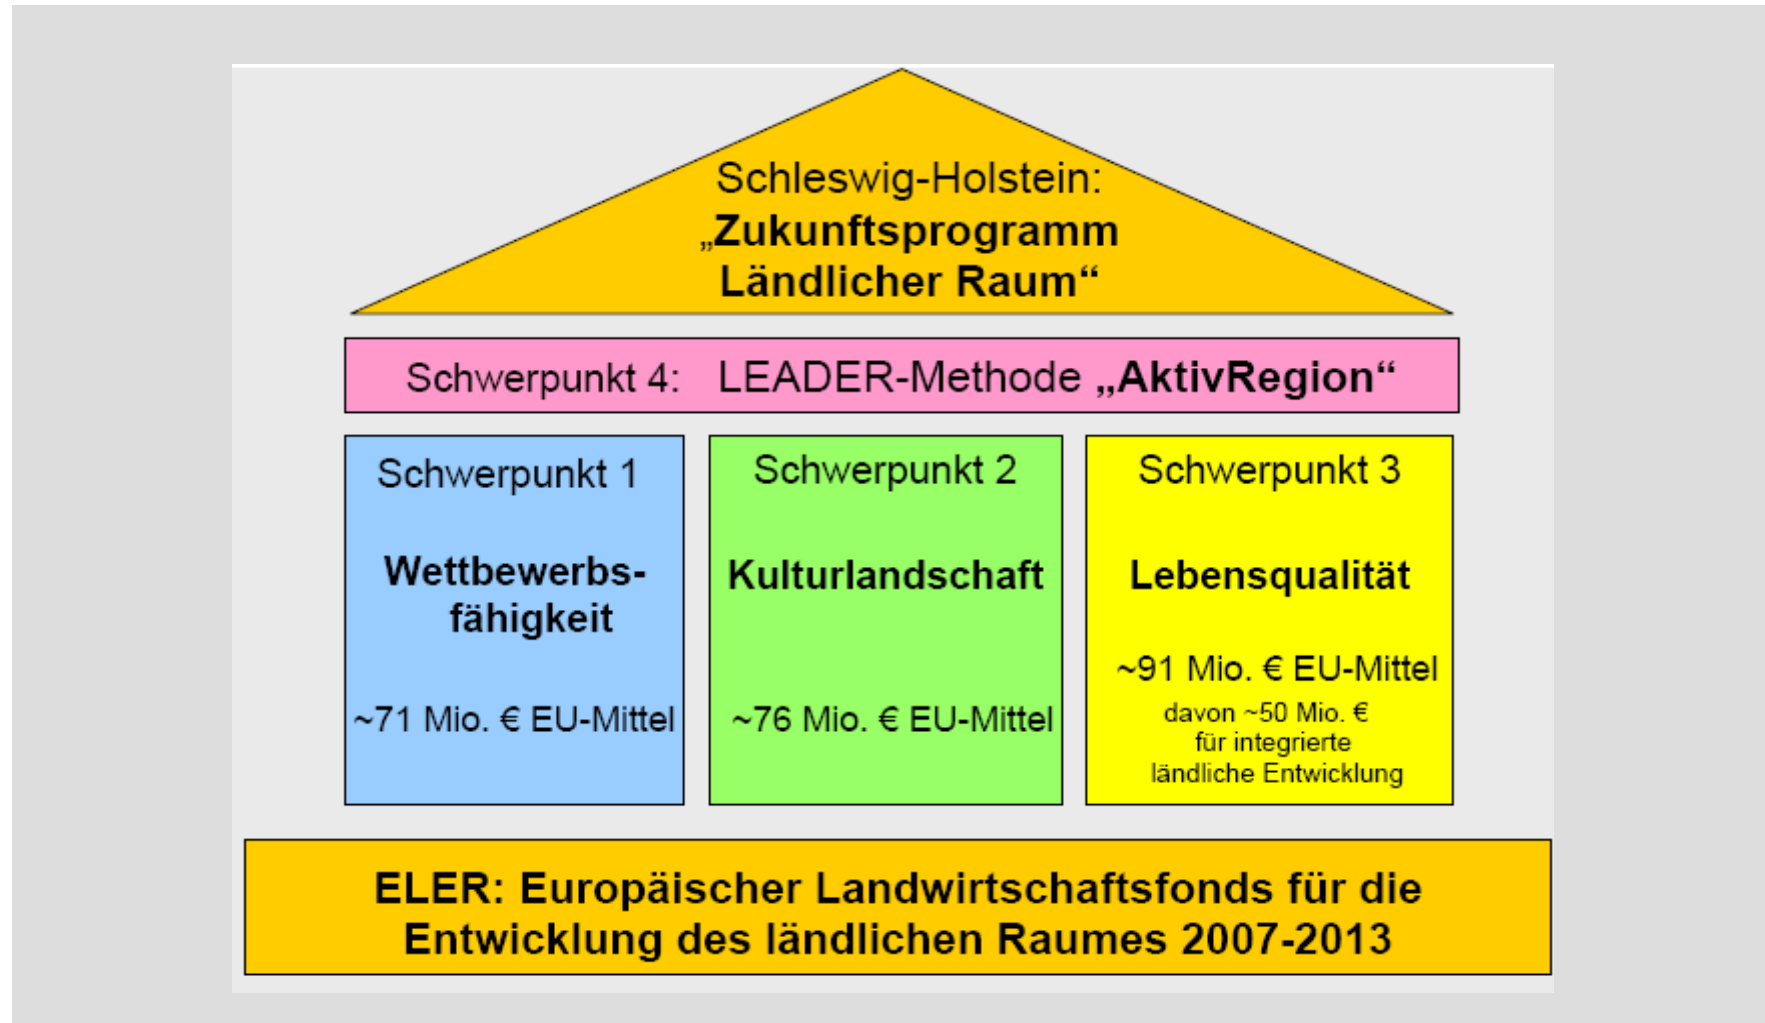 Schleswig-Holstein:
„Zukunftsprogramm
Ländlicher Raum“
Schwerpunkt 4: LEADER-Methode „AktivRegion“
Schwerpunkt 1
Wettbewerbs-
fähigkeit
~71 Mio. € EU-Mittel
Schwerpunkt 2
Kulturlandschaft
~76 Mio. € EU-Mittel
Schwerpunkt 3
Lebensqualität
~91 Mio. € EU-Mittel
davon ~50 Mio. €
für integrierte
ländliche Entwicklung
ELER: Europäischer Landwirtschaftsfonds für die
Entwicklung des ländlichen Raumes 2007-2013